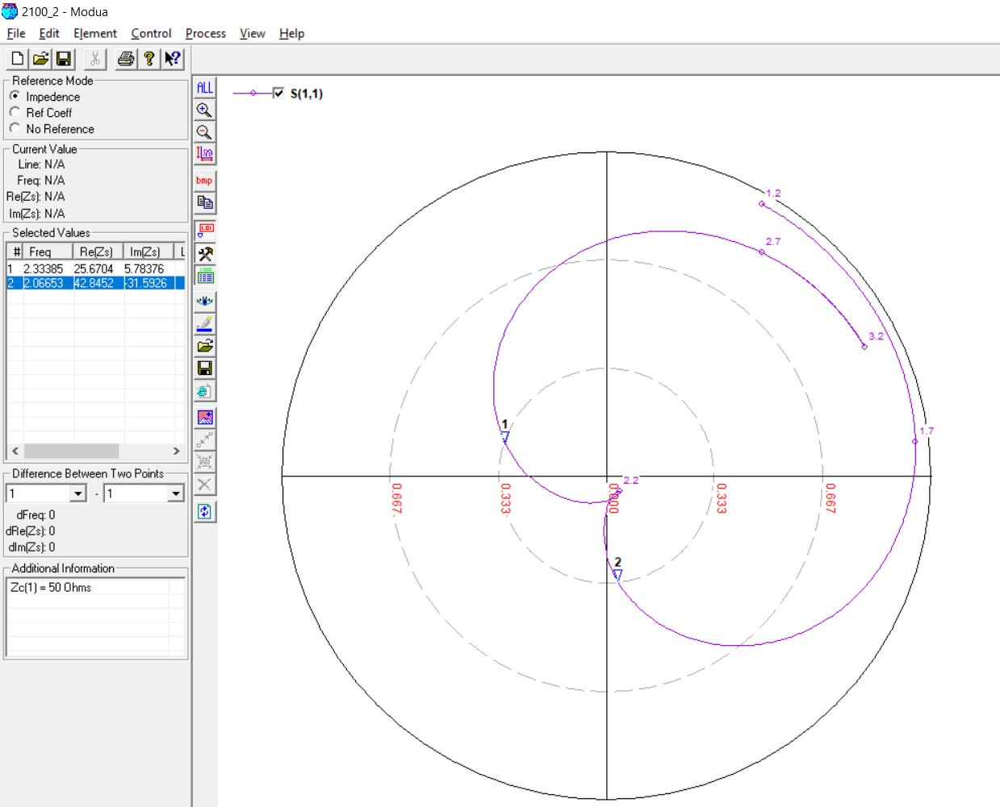 2100_2 - Modua
File Edit Element Control Process View Help
Reference Mode
Impedence
Ref Coeff
No Reference
Current Value
Line: N/A
Freq: N/A
Re(Zs): N/A
Im(Zs): N/A
Selected Values
# Freq Re(Zs) Im(Zs) L
1 2.33385 25.6704 5.78376
2 2.06653 42.8452 -31.5926
Difference Between Two Points
1 - 1
dFreq: 0
dRe(Zs): 0
dIm(Zs): 0
Additional Information
Zc(1) = 50 Ohms
ALL
bmp
1.01
S(1,1)
1.2
2.7
3.2
1
1.7
2.2
0.667
0.333
0.000
0.333
0.667
2